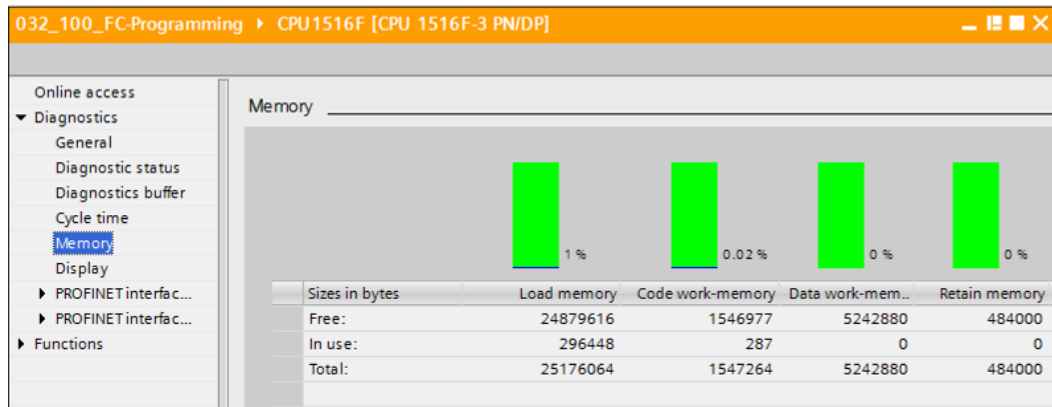 032_100_FC-Programming ▸ CPU1516F [CPU 1516F-3 PN/DP]
Online access
Diagnostics
General
Diagnostic status
Diagnostics buffer
Cycle time
Memory
Display
PROFINET interfac...
PROFINET interfac...
Functions
Memory
1 % 0.02 % 0 % 0 %
Sizes in bytes Load memory Code work-memory Data work-mem.. Retain memory
Free: 24879616 1546977 5242880 484000
In use: 296448 287 0 0
Total: 25176064 1547264 5242880 484000